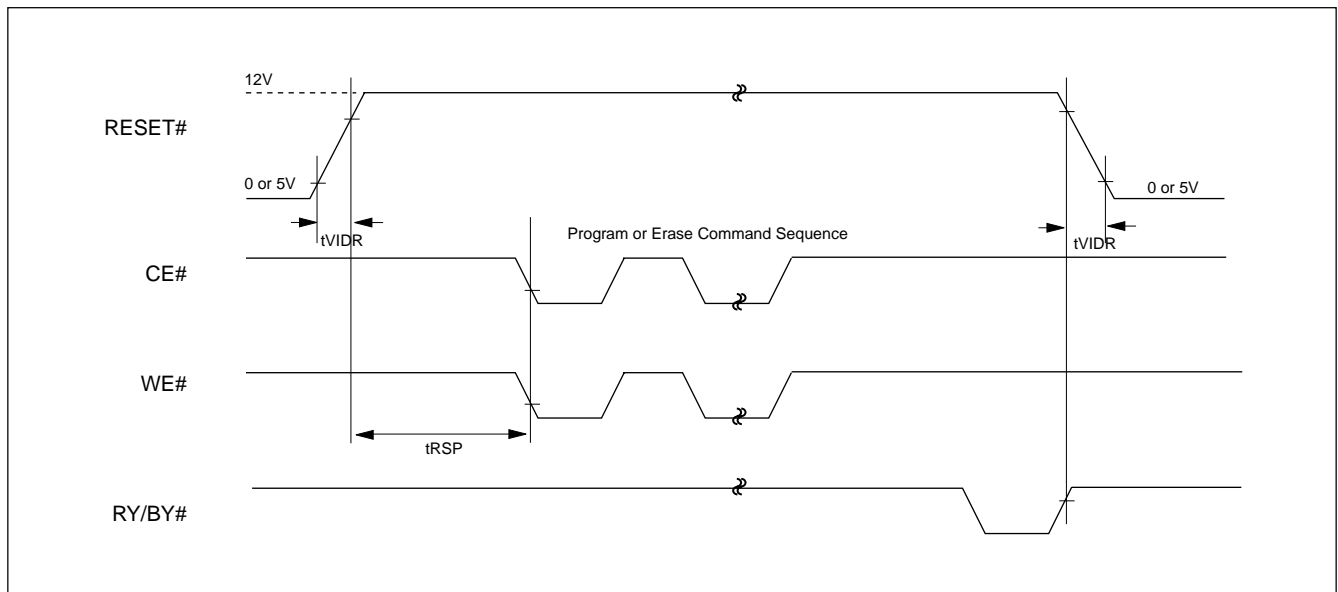 12V
RESET#
0 or 5V
0 or 5V
tVIDR
Program or Erase Command Sequence
tVIDR
CE#
WE#
tRSP
RY/BY#